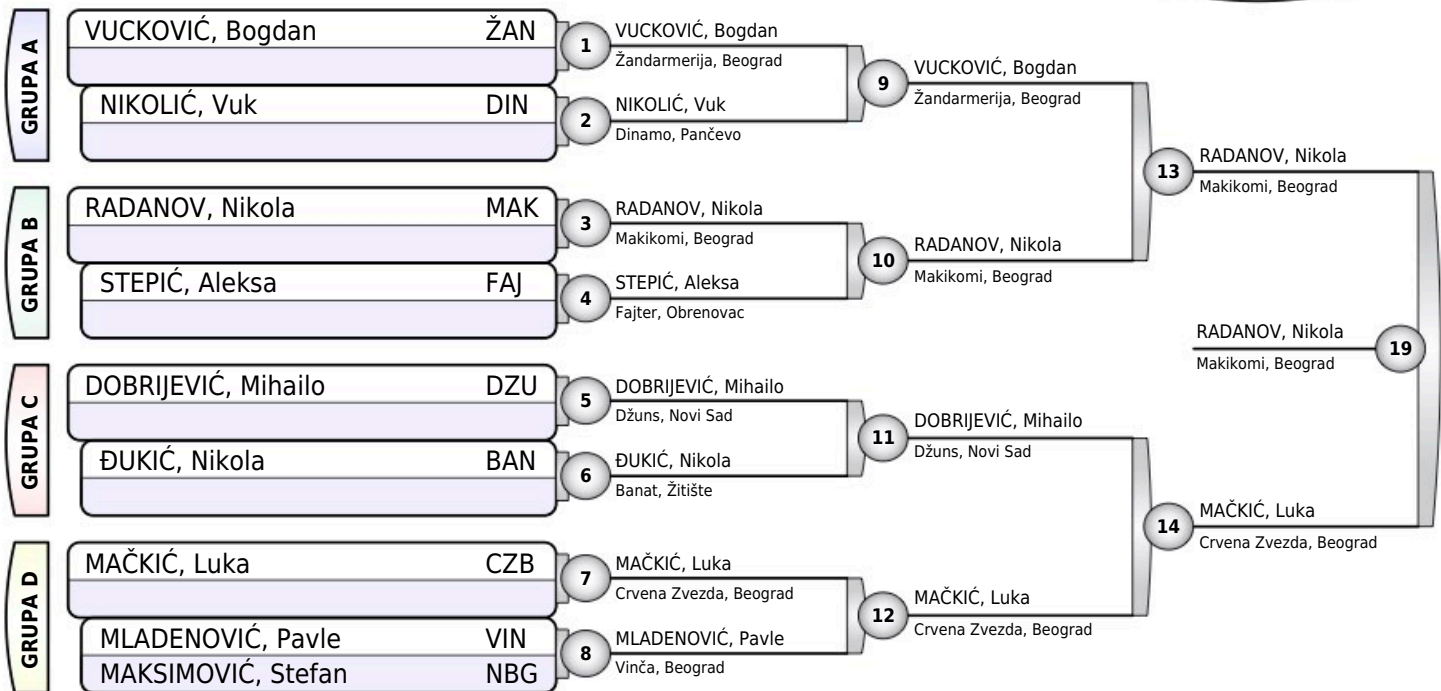 GRUPA A
VUCKOVIĆ, Bogdan ŽAN
NIKOLIĆ, Vuk DIN
GRUPA B
RADANOV, Nikola MAK
STEPIĆ, Aleksa FAJ
GRUPA C
DOBRIJEVIĆ, Mihailo DZU
ĐUKIĆ, Nikola BAN
GRUPA D
MAČKIĆ, Luka CZB
MLADENOVIĆ, Pavle VIN
MAKSIMOVIĆ, Stefan NBG
1
VUCKOVIĆ, Bogdan
Žandarmerija, Beograd
2
NIKOLIĆ, Vuk
Dinamo, Pančevo
3
RADANOV, Nikola
Makikomi, Beograd
4
STEPIĆ, Aleksa
Fajter, Obrenovac
5
DOBRIJEVIĆ, Mihailo
Džuns, Novi Sad
6
ĐUKIĆ, Nikola
Banat, Žitište
7
MAČKIĆ, Luka
Crvena Zvezda, Beograd
8
MLADENOVIĆ, Pavle
Vinča, Beograd
9
VUCKOVIĆ, Bogdan
Žandarmerija, Beograd
10
RADANOV, Nikola
Makikomi, Beograd
11
DOBRIJEVIĆ, Mihailo
Džuns, Novi Sad
12
MAČKIĆ, Luka
Crvena Zvezda, Beograd
13
RADANOV, Nikola
Makikomi, Beograd
14
MAČKIĆ, Luka
Crvena Zvezda, Beograd
RADANOV, Nikola
Makikomi, Beograd
19